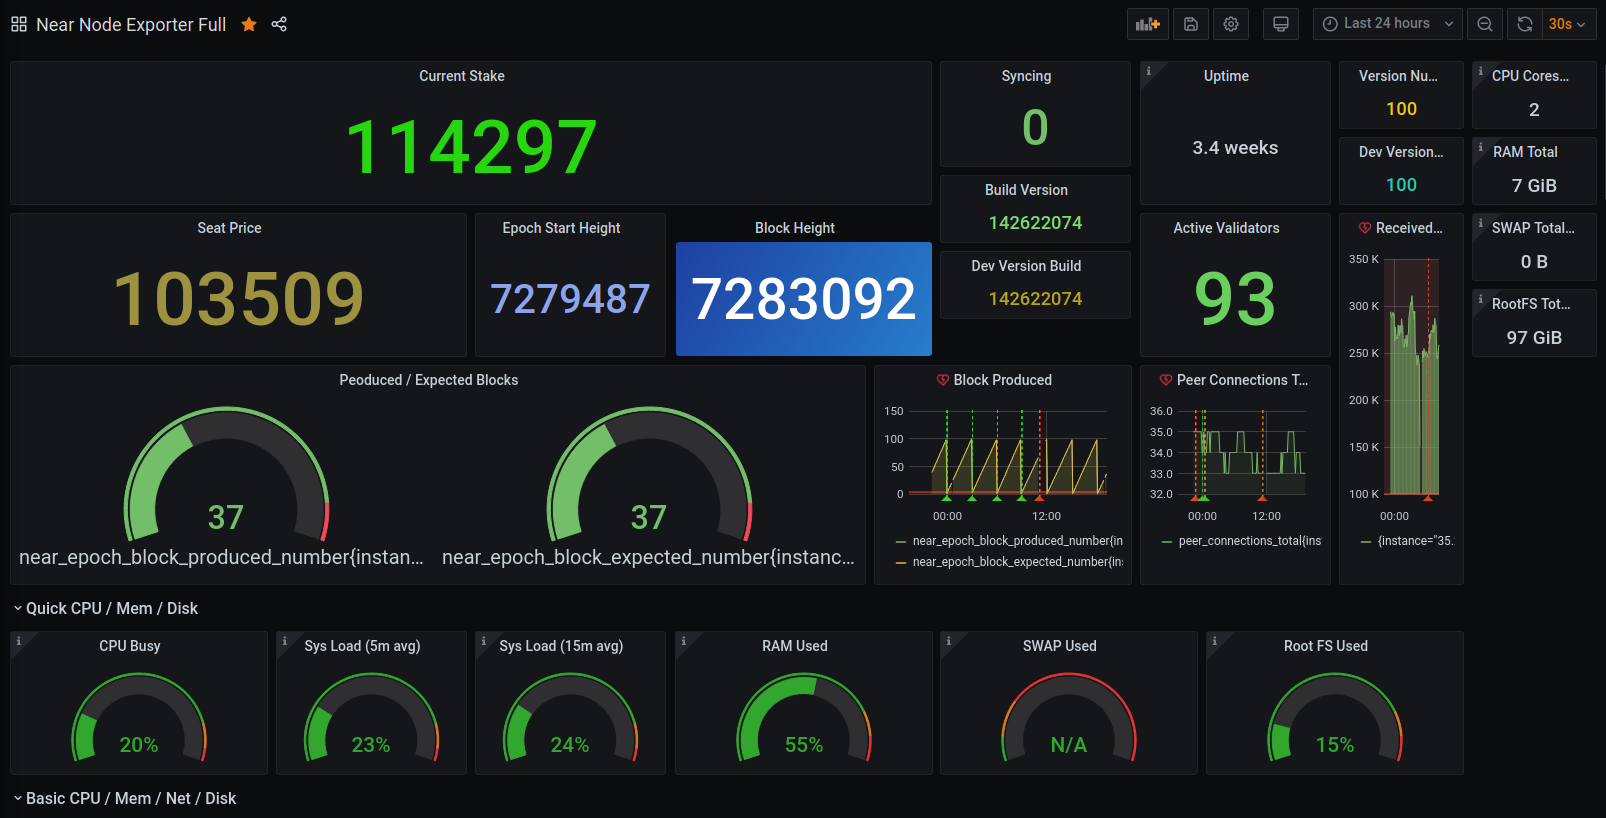 Near Node Exporter Full
Last 24 hours
30s
Current Stake
114297
Syncing
0
Uptime
3.4 weeks
Version Nu...
100
CPU Cores...
2
Build Version
142622074
Dev Version...
100
RAM Total
7 GiB
Seat Price
103509
Epoch Start Height
7279487
Block Height
7283092
Dev Version Build
142622074
Active Validators
93
Received...
350 K
300 K
250 K
200 K
150 K
100 K
00:00
{instance="35.
SWAP Total...
0 B
RootFS Tot...
97 GiB
Peoduced / Expected Blocks
37
near_epoch_block_produced_number{instan...
37
near_epoch_block_expected_number{instanc...
Block Produced
150
100
50
0
00:00
12:00
near_epoch_block_produced_number{in
near_epoch_block_expected_number{in
Peer Connections T...
36.0
35.0
34.0
33.0
32.0
00:00
12:00
peer_connections_total{ins
Quick CPU / Mem / Disk
CPU Busy
20%
Sys Load (5m avg)
23%
Sys Load (15m avg)
24%
RAM Used
55%
SWAP Used
N/A
Root FS Used
15%
Basic CPU / Mem / Net / Disk